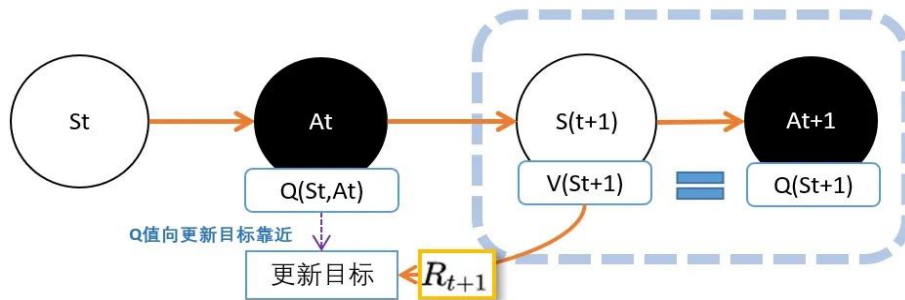 St
At
S(t+1)
At+1
Q(St,At)
V(St+1)
Q(St+1)
Q值向更新目标靠近
更新目标
R_{t+1}